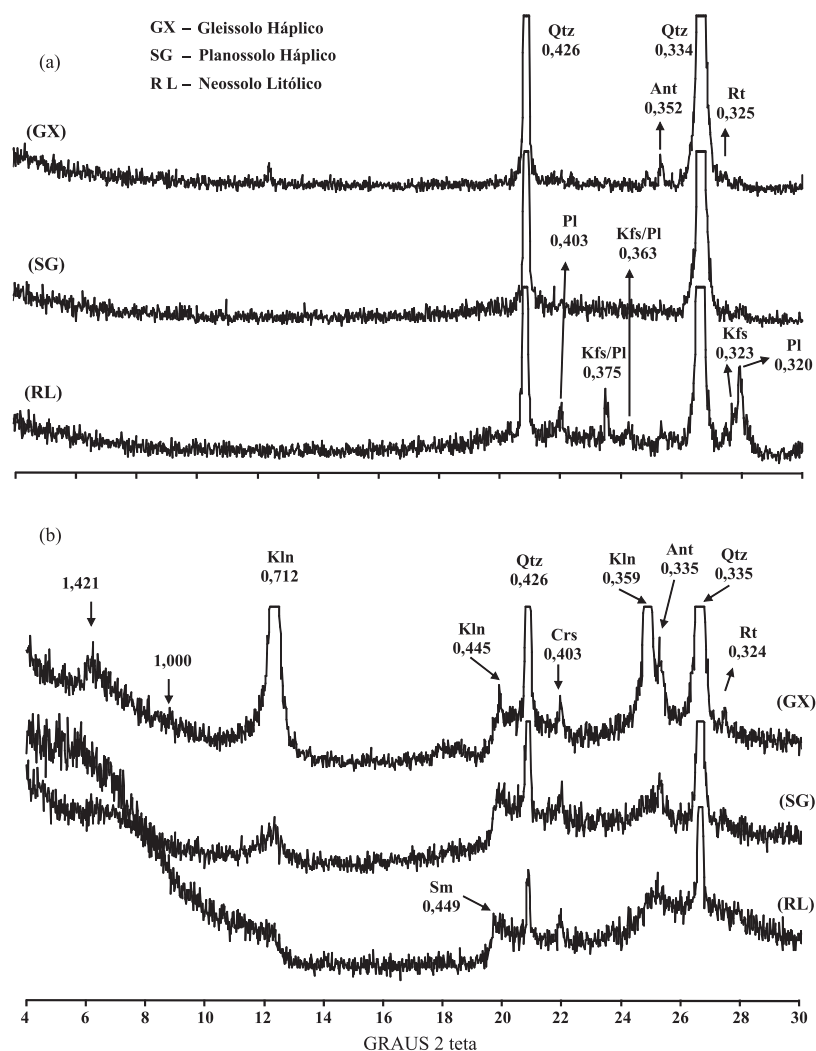 GX – Gleissolo Háplico
SG – Planossolo Háplico
R L – Neossolo Litólico
(a)
Qtz
0,426
Qtz
0,334
Ant
0,352
Rt
0,325
(GX)
Pl
0,403
Kfs/Pl
0,363
(SG)
Kfs/Pl
0,375
Kfs
0,323
Pl
0,320
(RL)
(b)
Kln
0,712
Qtz
0,426
Kln
0,359
Ant
0,335
Qtz
0,335
1,421
1,000
Kln
0,445
Crs
0,403
Rt
0,324
(GX)
(SG)
Sm
0,449
(RL)
4 6 8 10 12 14 16 18 20 22 24 26 28 30
GRAUS 2 teta